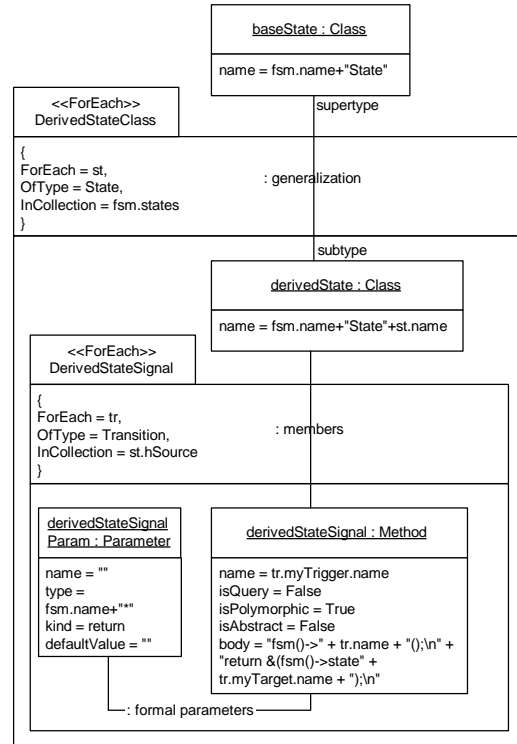 baseState : Class
name = fsm.name+"State"
supertype
<<ForEach>>
DerivedStateClass
{
ForEach = st,
OfType = State,
InCollection = fsm.states
}
: generalization
subtype
derivedState : Class
name = fsm.name+"State"+st.name
<<ForEach>>
DerivedStateSignal
{
ForEach = tr,
OfType = Transition,
InCollection = st.hSource
}
: members
derivedStateSignal
Param : Parameter
name = ""
type =
fsm.name+"*"
kind = return
defaultValue = ""
derivedStateSignal : Method
name = tr.myTrigger.name
isQuery = False
isPolymorphic = True
isAbstract = False
body = "fsm()->" + tr.name + "();\n" +
"return &(fsm()->state" +
tr.myTarget.name + ");\n"
: formal parameters